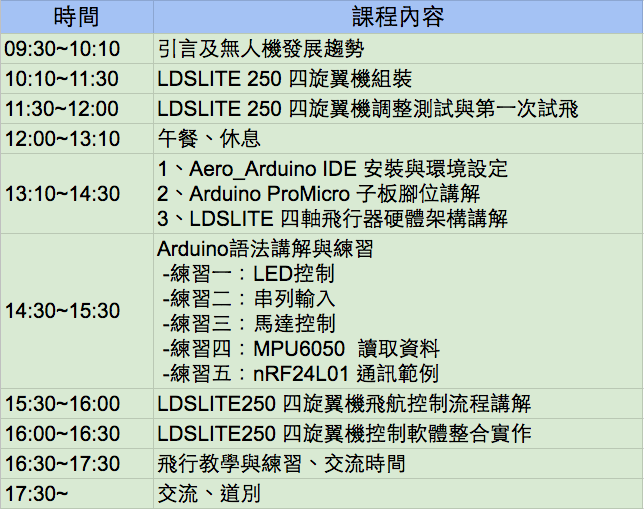 時間 課程內容
09:30~10:10 引言及無人機發展趨勢
10:10~11:30 LDSLITE 250 四旋翼機組裝
11:30~12:00 LDSLITE 250 四旋翼機調整測試與第一次試飛
12:00~13:10 午餐、休息
13:10~14:30
1、Aero_Arduino IDE 安裝與環境設定
2、Arduino ProMicro 子板腳位講解
3、LDSLITE 四軸飛行器硬體架構講解
14:30~15:30
Arduino語法講解與練習
-練習一：LED控制
-練習二：串列輸入
-練習三：馬達控制
-練習四：MPU6050 讀取資料
-練習五：nRF24L01 通訊範例
15:30~16:00 LDSLITE250 四旋翼機飛航控制流程講解
16:00~16:30 LDSLITE250 四旋翼機控制軟體整合實作
16:30~17:30 飛行教學與練習、交流時間
17:30~ 交流、道別